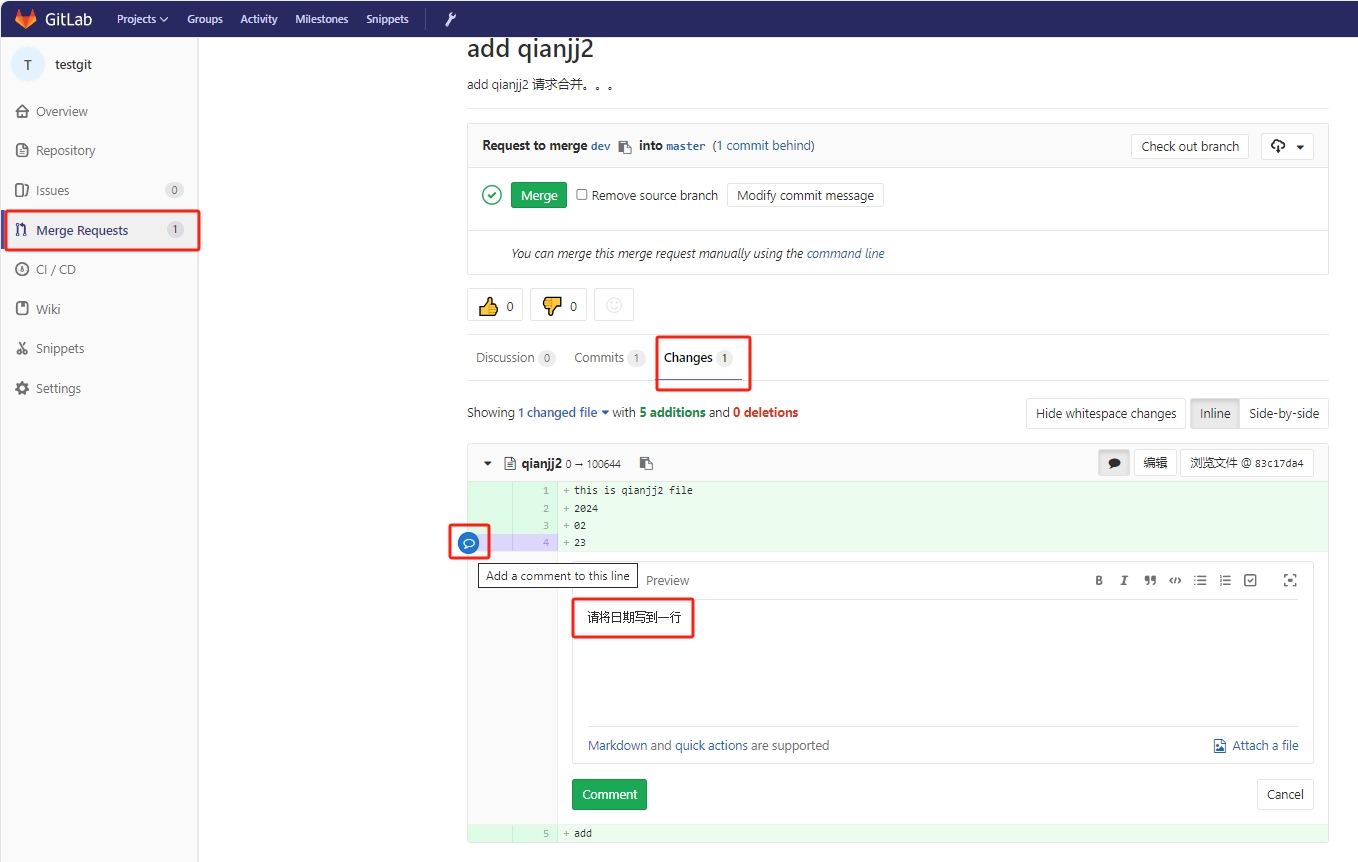 GitLab Projects Groups Activity Milestones Snippets
T testgit
Overview
Repository
Issues 0
Merge Requests 1
CI / CD
Wiki
Snippets
Settings
add qianjj2
add qianjj2 请求合并。。。
Request to merge dev into master (1 commit behind) Check out branch
Merge Remove source branch Modify commit message
You can merge this merge request manually using the command line
0 0
Discussion 0 Commits 1 Changes 1
Showing 1 changed file with 5 additions and 0 deletions Hide whitespace changes Inline Side-by-side
qianjj2 0 → 100644 编辑 浏览文件 @ 83c17da4
1 + this is qianjj2 file
2 + 2024
3 + 02
4 + 23
Add a comment to this line Preview
请将日期写到一行
Markdown and quick actions are supported Attach a file
Comment Cancel
5 + add